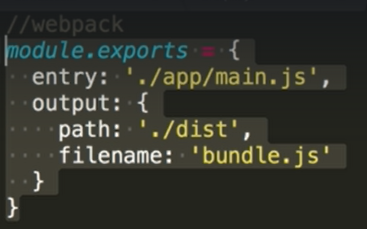 //webpack
module.exports = {
  entry: './app/main.js',
  output: {
    path: './dist',
    filename: 'bundle.js'
  }
}